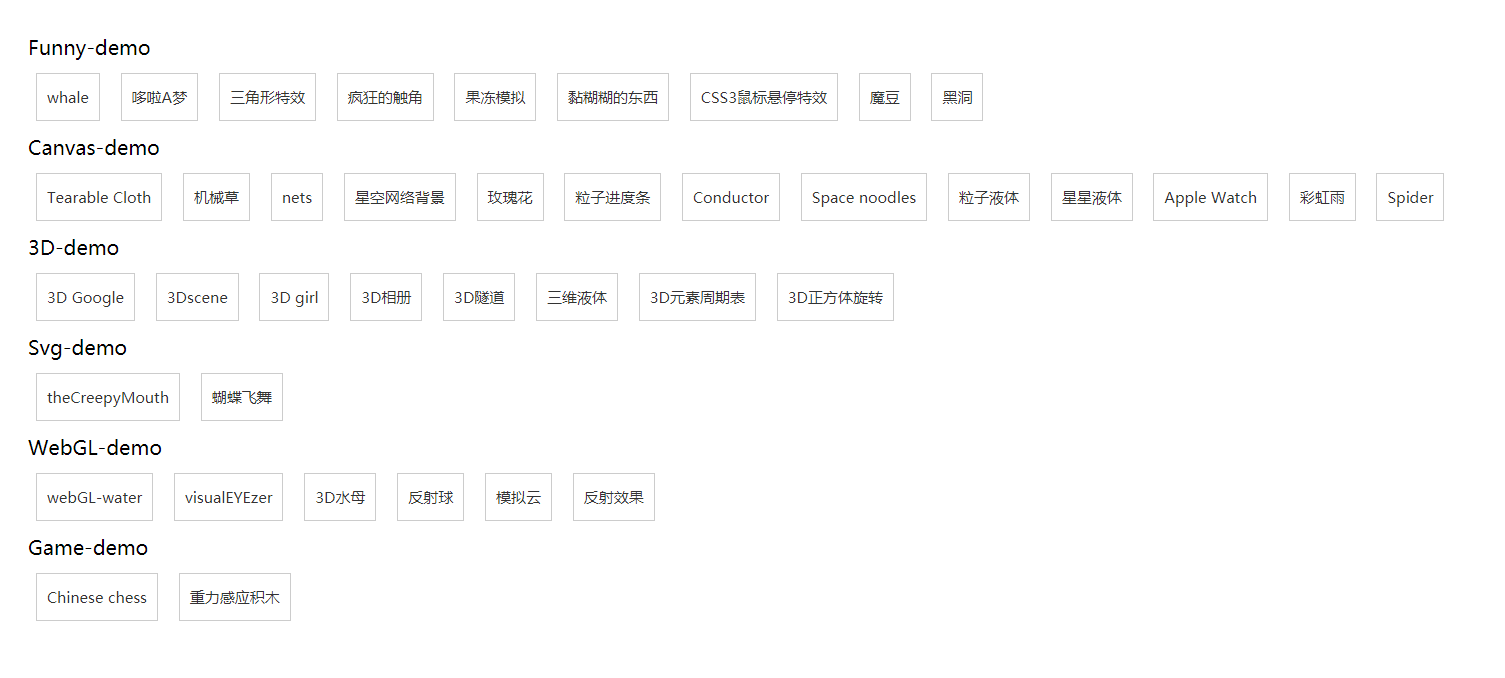 Funny-demo
whale 哆啦A梦 三角形特效 疯狂的触角 果冻模拟 黏糊糊的东西 CSS3鼠标悬停特效 魔豆 黑洞
Canvas-demo
Tearable Cloth 机械草 nets 星空网络背景 玫瑰花 粒子进度条 Conductor Space noodles 粒子液体 星星液体 Apple Watch 彩虹雨 Spider
3D-demo
3D Google 3Dscene 3D girl 3D相册 3D隧道 三维液体 3D元素周期表 3D正方体旋转
Svg-demo
theCreepyMouth 蝴蝶飞舞
WebGL-demo
webGL-water visualEYEzer 3D水母 反射球 模拟云 反射效果
Game-demo
Chinese chess 重力感应积木